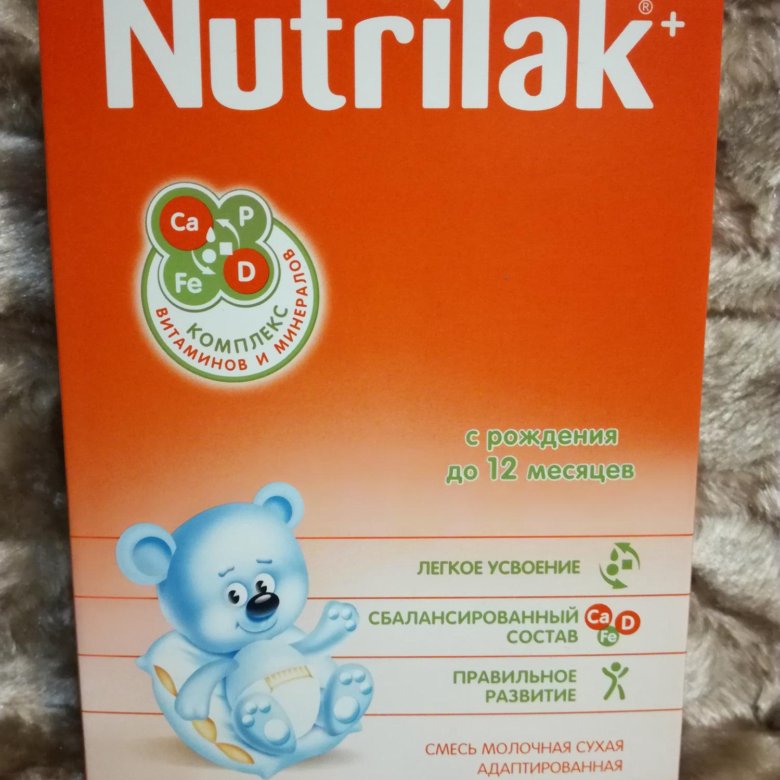 Nutrilak®+
Ca P
Fe D
КОМПЛЕКС
ВИТАМИНОВ И МИНЕРАЛОВ
с рождения
до 12 месяцев
ЛЕГКОЕ УСВОЕНИЕ
СБАЛАНСИРОВАННЫЙ
СОСТАВ
Ca D
Fe
ПРАВИЛЬНОЕ
РАЗВИТИЕ
СМЕСЬ МОЛОЧНАЯ СУХАЯ
АДАПТИРОВАННАЯ